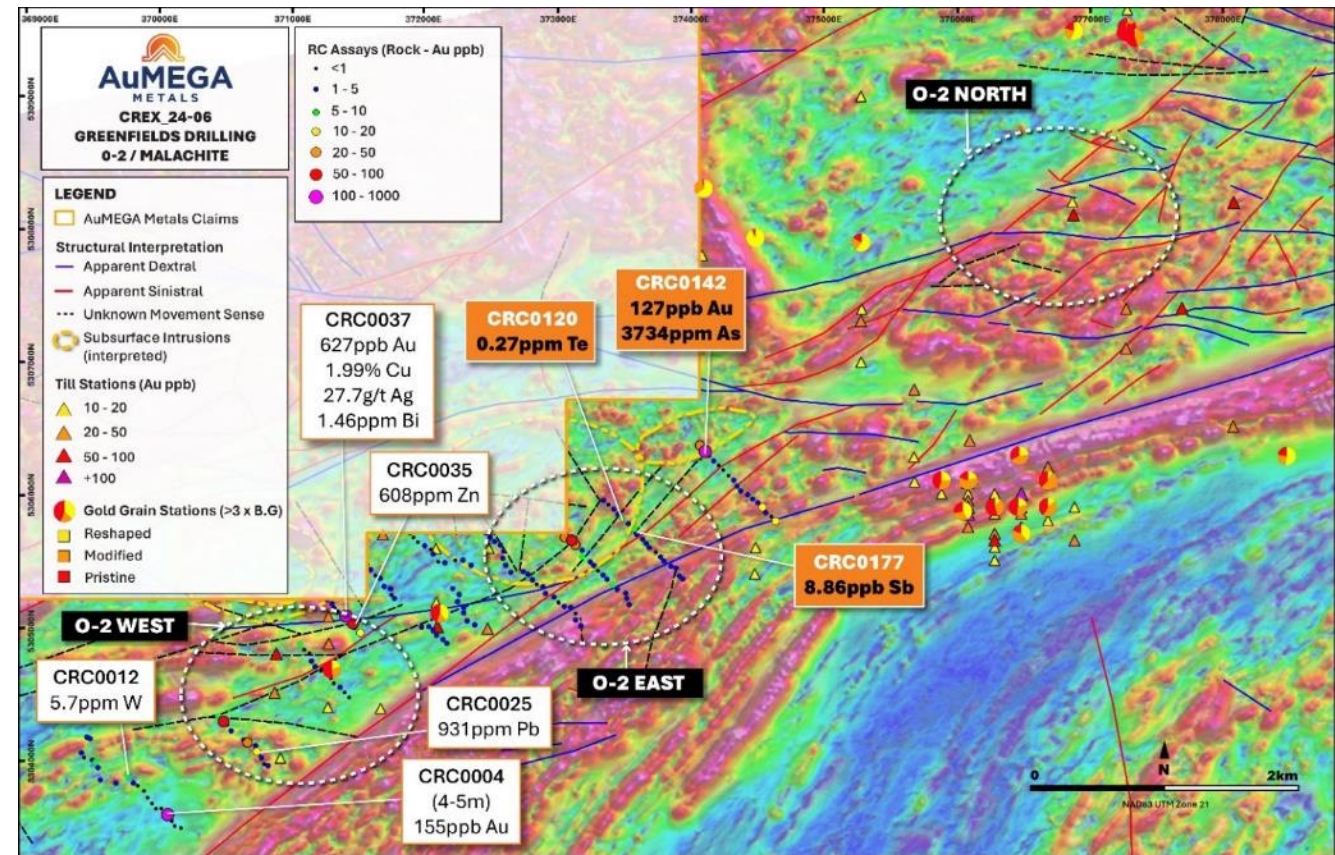 369000E 370000E 371000E 372000E 373000E 374000E 375000E 376000E 377000E 378000E
AuMEGA
METALS
CREX_24-06
GREENFIELDS DRILLING
O-2 / MALACHITE
RC Assays (Rock - Au ppb)
<1
1 - 5
5 - 10
10 - 20
20 - 50
50 - 100
100 - 1000
LEGEND
AuMEGA Metals Claims
Structural Interpretation
Apparent Dextral
Apparent Sinistral
Unknown Movement Sense
Subsurface Intrusions
(interpreted)
Till Stations (Au ppb)
10 - 20
20 - 50
50 - 100
+100
Gold Grain Stations (>3 x B.G)
Reshaped
Modified
Pristine
5309000N
5308000N
5307000N
5306000N
5305000N
5304000N
O-2 NORTH
CRC0142
127ppb Au
3734ppm As
CRC0120
0.27ppm Te
CRC0037
627ppb Au
1.99% Cu
27.7g/t Ag
1.46ppm Bi
CRC0035
608ppm Zn
CRC0177
8.86ppb Sb
O-2 WEST
O-2 EAST
CRC0012
5.7ppm W
CRC0025
931ppm Pb
CRC0004
(4-5m)
155ppb Au
N
0 2km
NAD83 UTM Zone 21